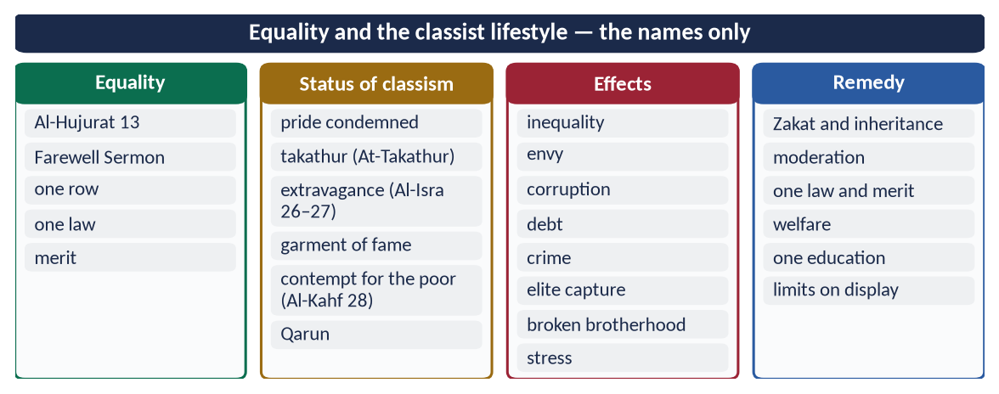 Equality and the classist lifestyle — the names only
Equality
Al-Hujurat 13
Farewell Sermon
one row
one law
merit
Status of classism
pride condemned
takathur (At-Takathur)
extravagance (Al-Isra
26–27)
garment of fame
contempt for the poor
(Al-Kahf 28)
Qarun
Effects
inequality
envy
corruption
debt
crime
elite capture
broken brotherhood
stress
Remedy
Zakat and inheritance
moderation
one law and merit
welfare
one education
limits on display